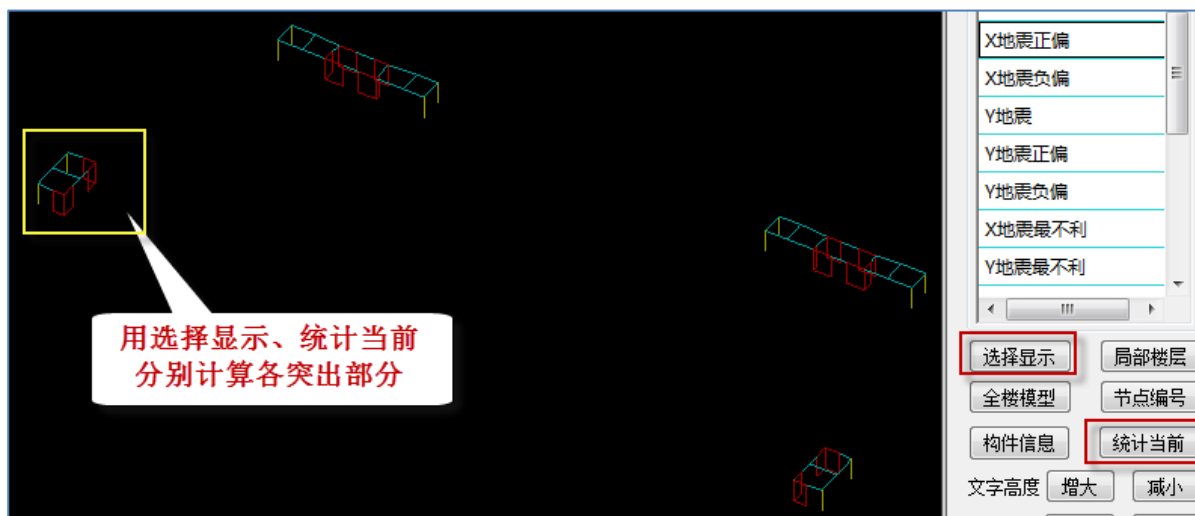 X地震正偏
X地震负偏
Y地震
Y地震正偏
Y地震负偏
X地震最不利
Y地震最不利
用选择显示、统计当前
分别计算各突出部分
选择显示 局部楼层
全楼模型 节点编号
构件信息 统计当前
文字高度 增大 减小